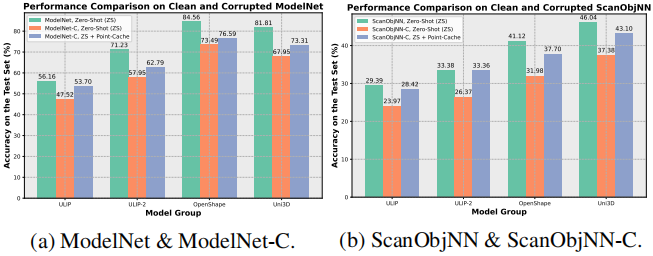 Performance Comparison on Clean and Corrupted ModelNet
Accuracy on the Test Set (%)
ModelNet, Zero-Shot (ZS)
ModelNet-C, Zero-Shot (ZS)
ModelNet-C, ZS + Point-Cache
80
70
60
50
40
30
20
10
0
56.16
47.52
53.70
71.23
57.95
62.79
84.56
73.49
76.59
81.81
67.95
73.31
ULIP
ULIP-2
OpenShape
Uni3D
Model Group
(a) ModelNet & ModelNet-C.
Performance Comparison on Clean and Corrupted ScanObjNN
Accuracy on the Test Set (%)
ScanObjNN, Zero-Shot (ZS)
ScanObjNN-C, Zero-Shot (ZS)
ScanObjNN-C, ZS + Point-Cache
40
30
20
10
0
29.39
23.97
28.42
33.38
26.37
33.36
41.12
31.98
37.70
46.04
37.38
43.10
ULIP
ULIP-2
OpenShape
Uni3D
Model Group
(b) ScanObjNN & ScanObjNN-C.